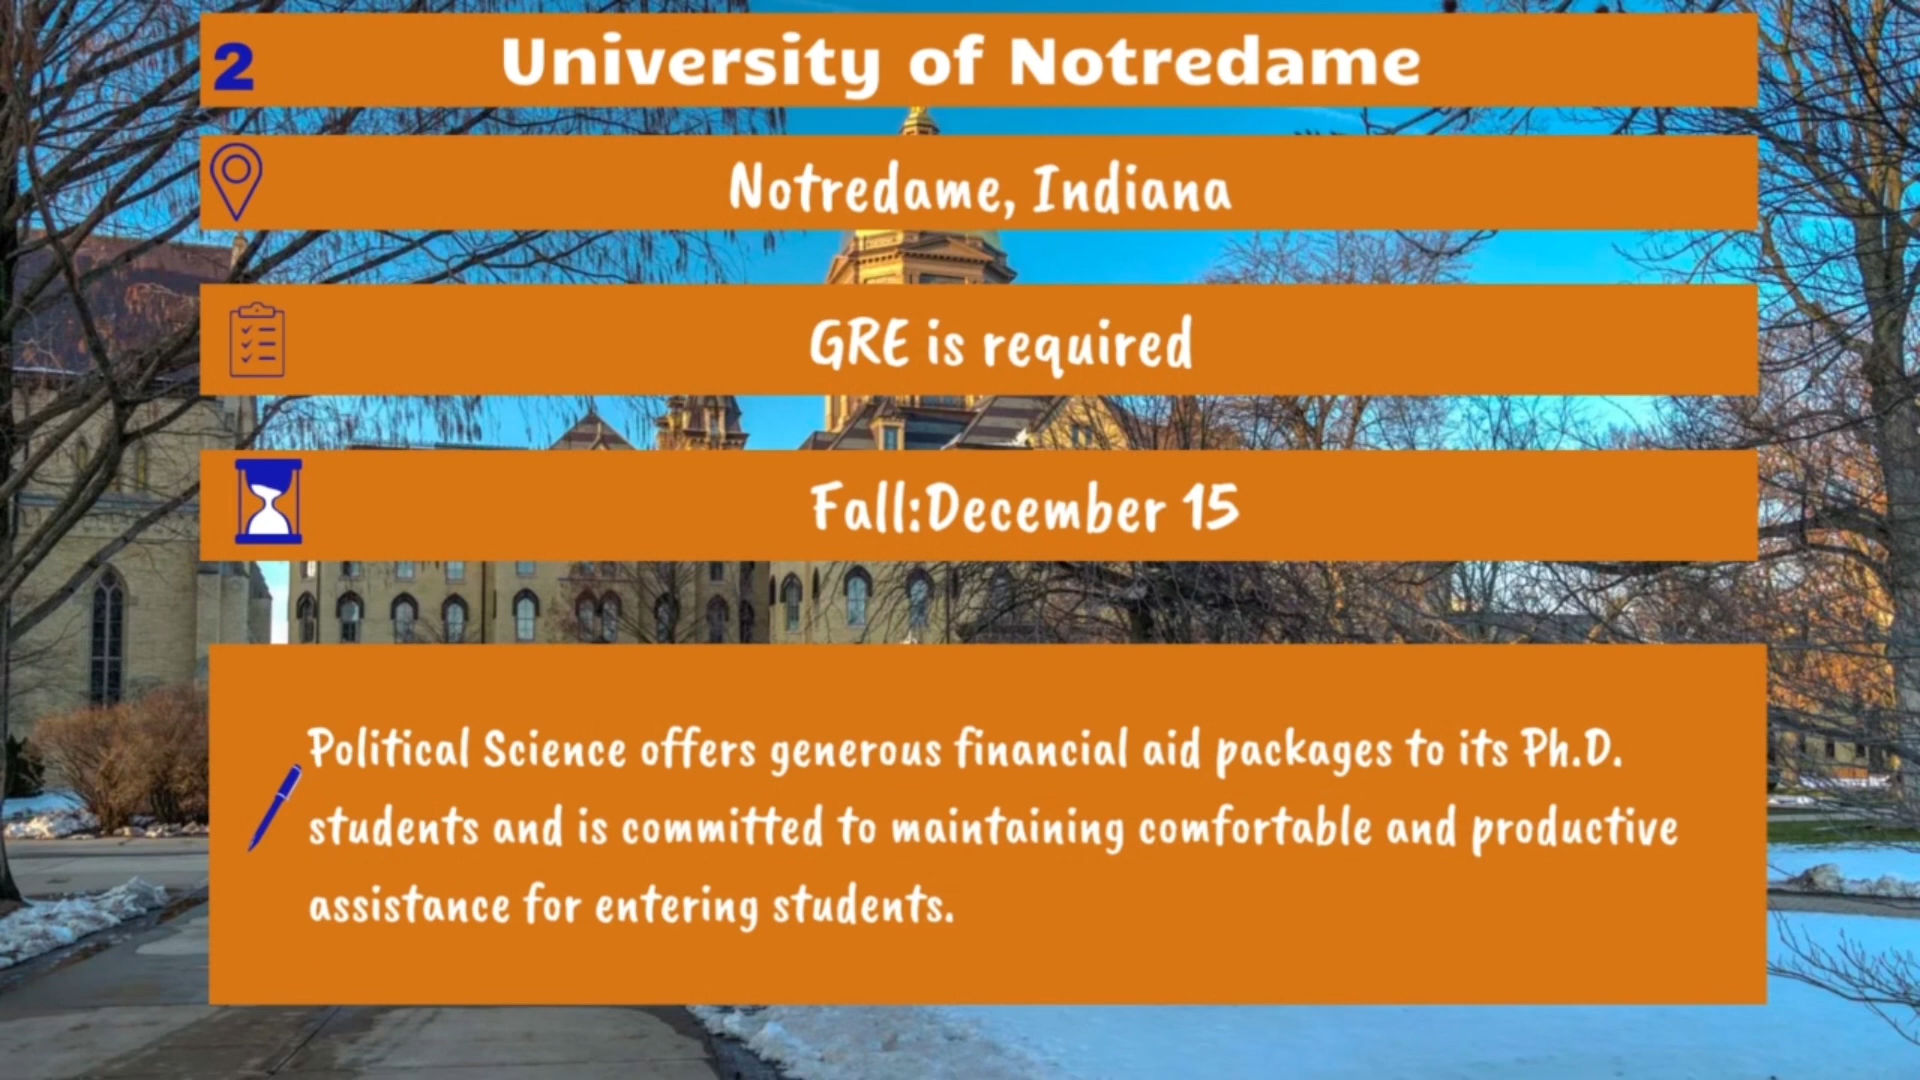 2
University of Notredame
Notredame, Indiana
GRE is required
Fall:December 15
Political Science offers generous financial aid packages to its Ph.D.
students and is committed to maintaining comfortable and productive
assistance for entering students.